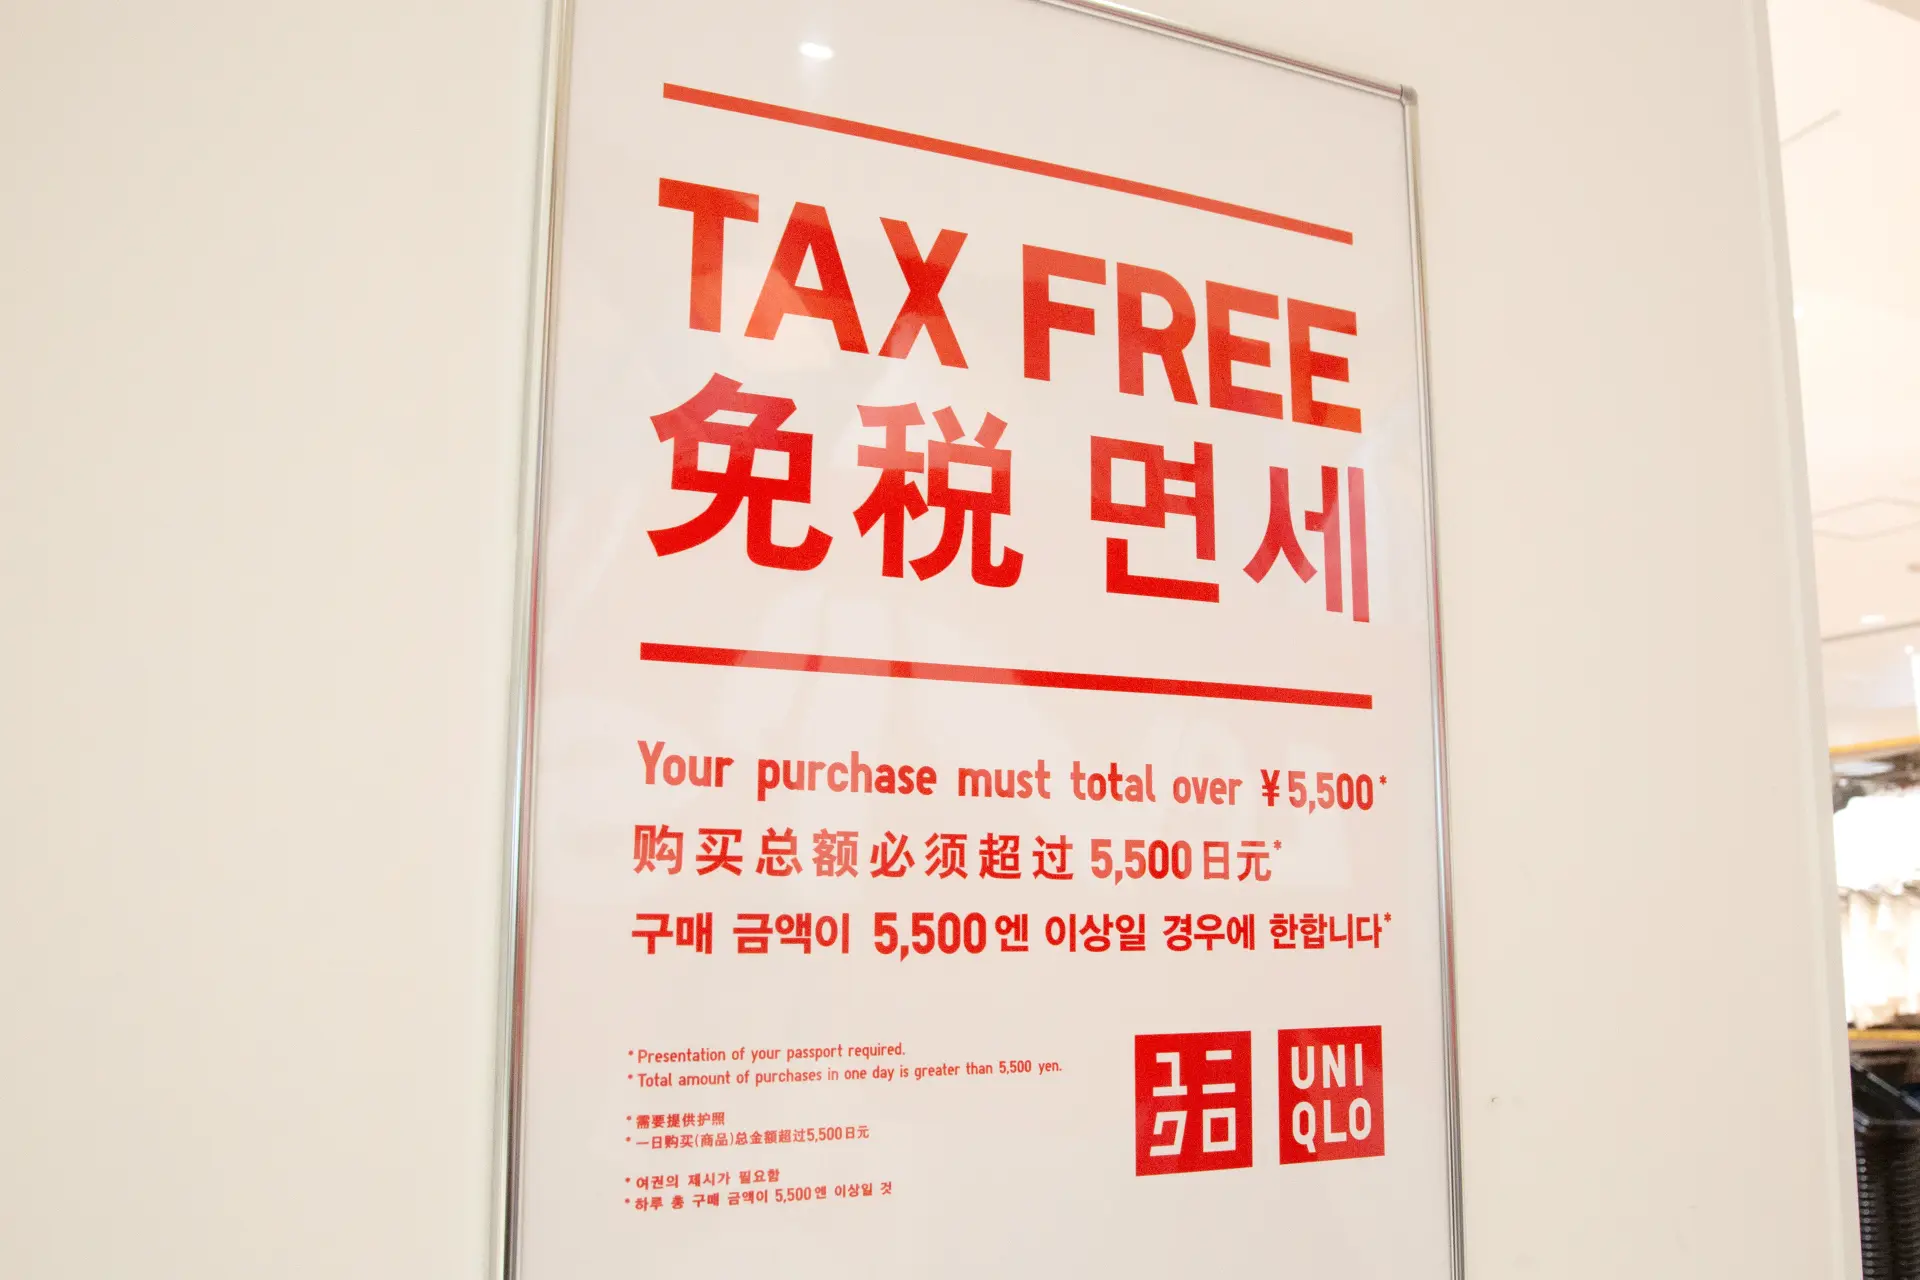 TAX FREE
免税 면세
Your purchase must total over ¥5,500*
购买总额必须超过 5,500日元*
구매 금액이 5,500엔 이상일 경우에 한합니다*
* Presentation of your passport required.
* Total amount of purchases in one day is greater than 5,500 yen.
* 需要提供护照
* 一日购买(商品)总金额超过5,500日元
* 여권의 제시가 필요함
* 하루 총 구매 금액이 5,500엔 이상일 것
ユニ
クロ
UNI
QLO